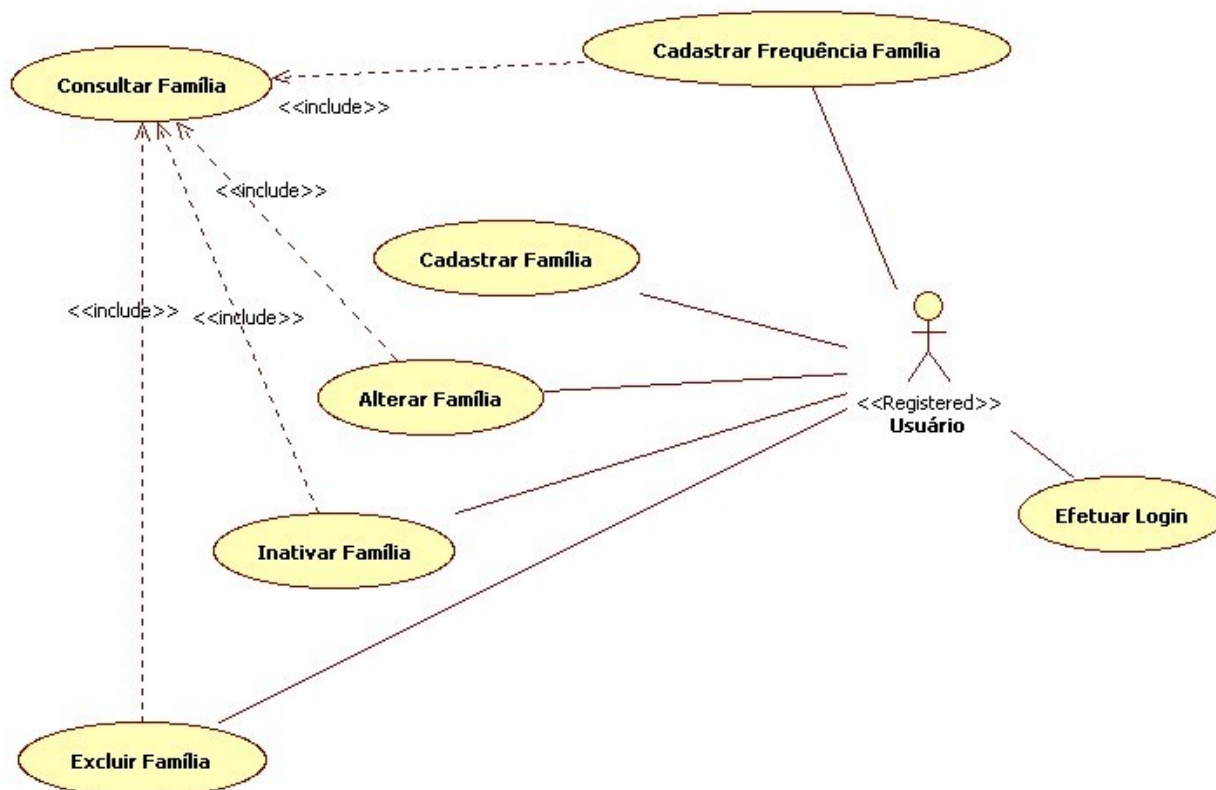 Cadastrar Frequência Família
Consultar Família
<<include>>
<<include>>
Cadastrar Família
<<include>>
<<include>>
Alterar Família
<<Registered>>
Usuário
Efetuar Login
Inativar Família
Excluir Família